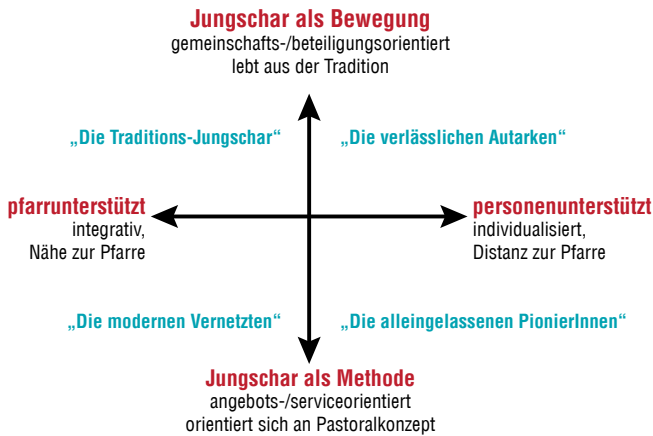 Jungschar als Bewegung
gemeinschafts-/beteiligungsorientiert
lebt aus der Tradition
„Die Traditions-Jungschar“
„Die verlässlichen Autarken“
pfarrunterstützt
integrativ,
Nähe zur Pfarre
personenunterstützt
individualisiert,
Distanz zur Pfarre
„Die modernen Vernetzten“
„Die alleingelassenen PionierInnen“
Jungschar als Methode
angebots-/serviceorientiert
orientiert sich an Pastoralkonzept